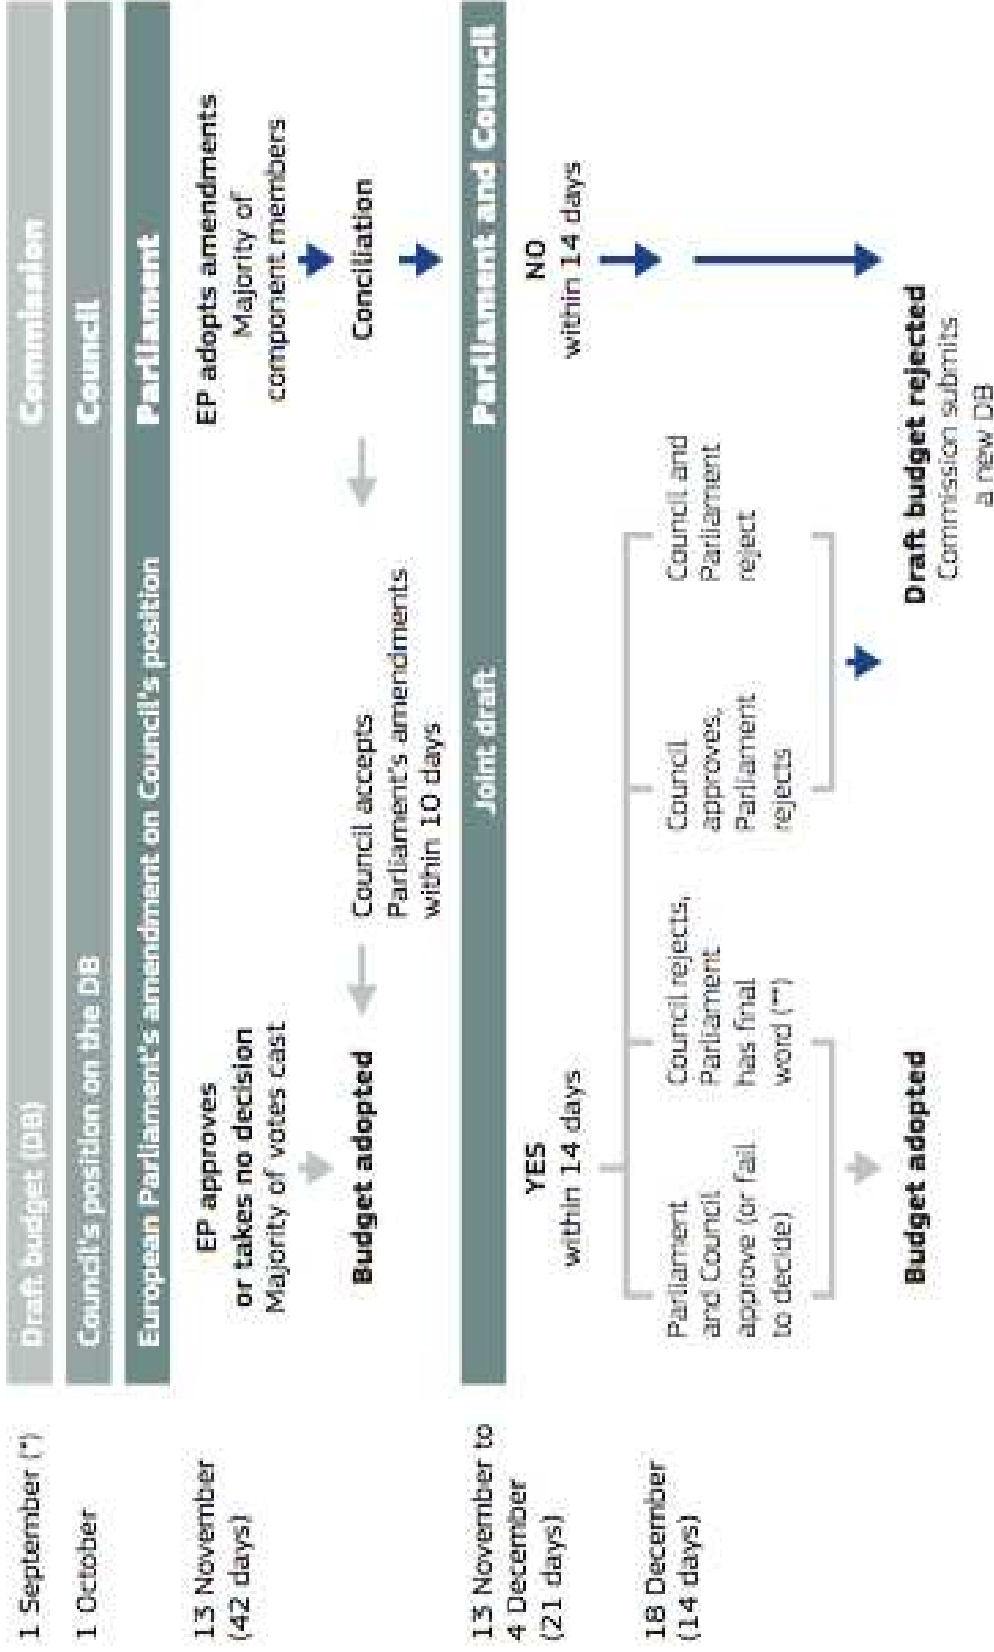 1 September (*)
Draft budget (DB)
Commission
1 October
Council's position on the DB
Council
European Parliament's amendment on Council's position
Parliament
13 November
(42 days)
EP approves
or takes no decision
Majority of votes cast
EP adopts amendments
Majority of
component members
Budget adopted
Council accepts
Parliament's amendments
within 10 days
Conciliation
13 November to
4 December
(21 days)
Joint draft
Parliament and Council
YES
within 14 days
NO
within 14 days
18 December
(14 days)
Parliament
and Council
approve (or fail
to decide)
Council rejects,
Parliament
has final
word (**)
Council
approves,
Parliament
rejects
Council and
Parliament
reject
Budget adopted
Draft budget rejected
Commission submits
a new DB